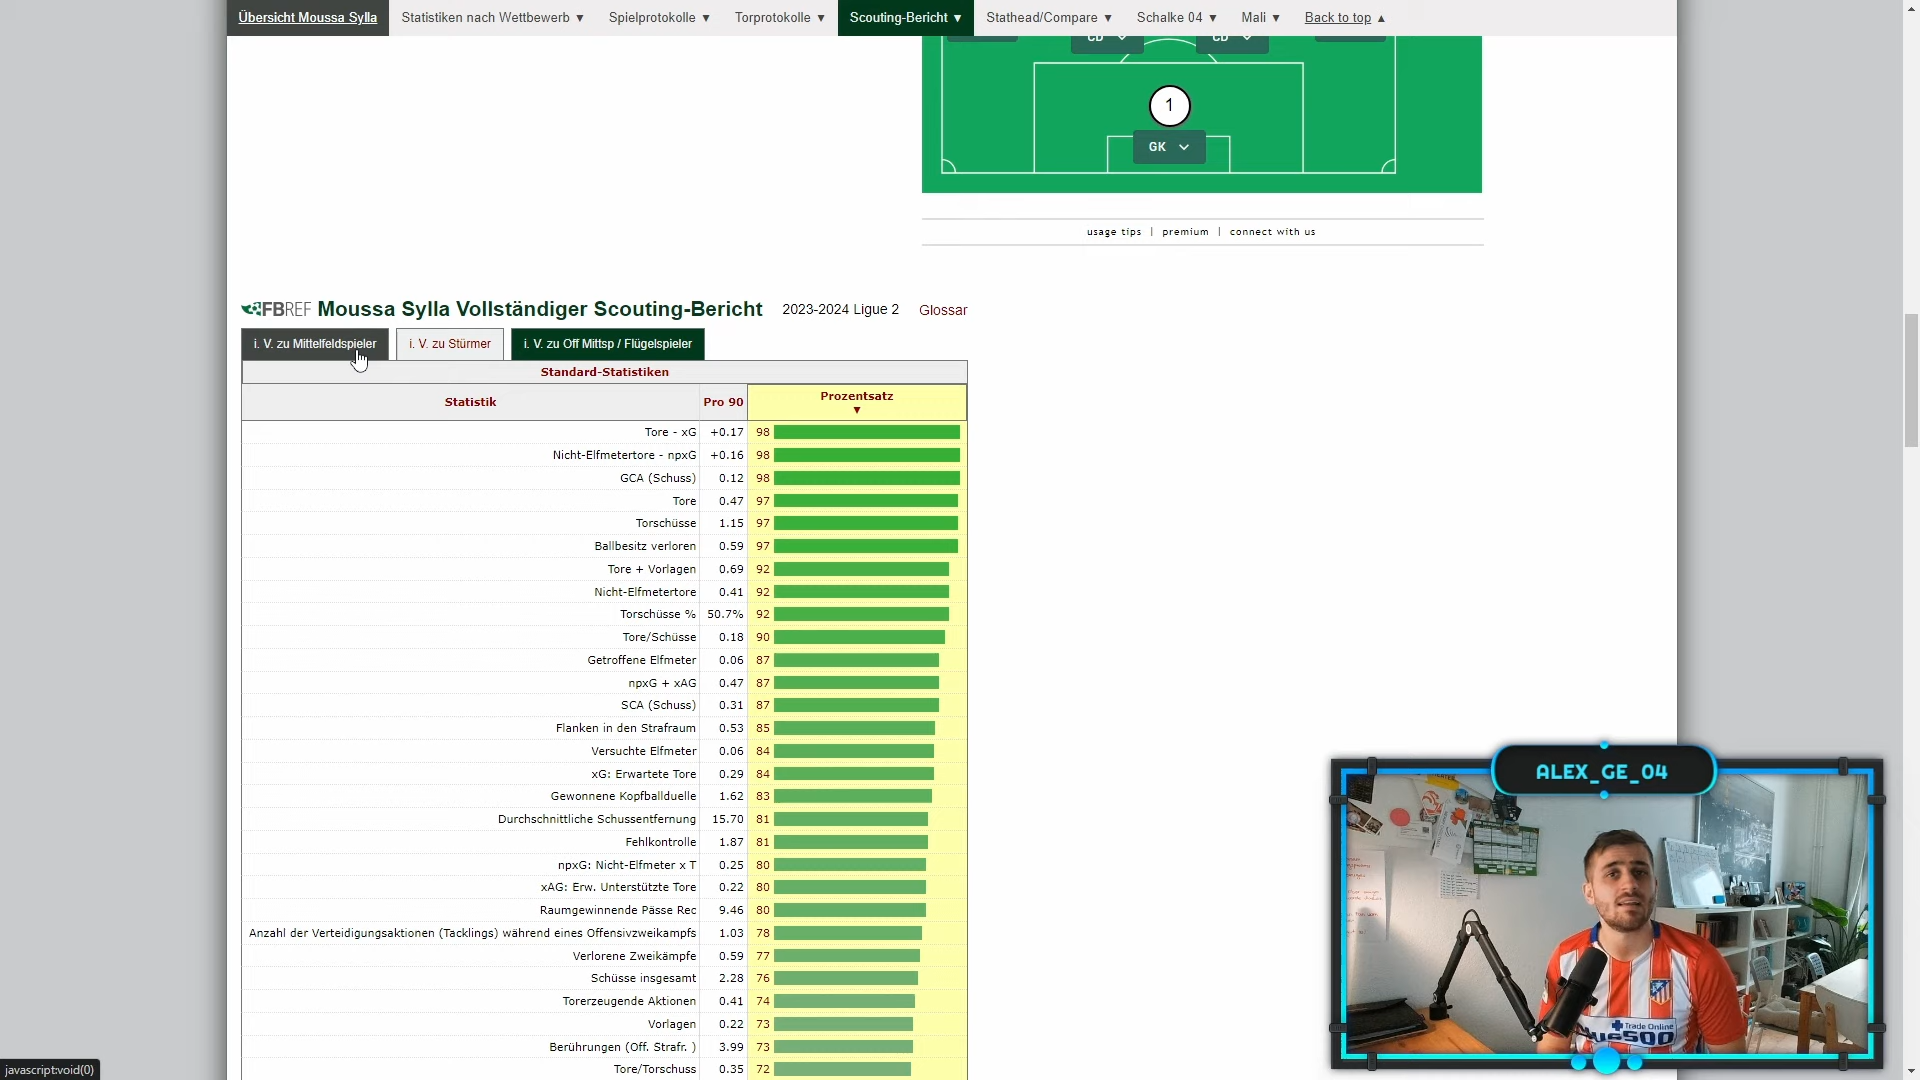 Übersicht Moussa Sylla Statistiken nach Wettbewerb ▼ Spielprotokolle ▼ Torprotokolle ▼ Scouting-Bericht ▼ Stathead/Compare ▼ Schalke 04 ▼ Mali ▼ Back to top ▲
CB CB
1
GK
usage tips | premium | connect with us
FBREF Moussa Sylla Vollständiger Scouting-Bericht 2023-2024 Ligue 2 Glossar
i. V. zu Mittelfeldspieler i. V. zu Stürmer i. V. zu Off Mittsp / Flügelspieler
Standard-Statistiken
Statistik Pro 90 Prozentsatz ▼
Tore - xG +0.17 98
Nicht-Elfmetertore - npxG +0.16 98
GCA (Schuss) 0.12 98
Tore 0.47 97
Torschüsse 1.15 97
Ballbesitz verloren 0.59 97
Tore + Vorlagen 0.69 92
Nicht-Elfmetertore 0.41 92
Torschüsse % 50.7% 92
Tore/Schüsse 0.18 90
Getroffene Elfmeter 0.06 87
npxG + xAG 0.47 87
SCA (Schuss) 0.31 87
Flanken in den Strafraum 0.53 85
Versuchte Elfmeter 0.06 84
xG: Erwartete Tore 0.29 84
Gewonnene Kopfballduelle 1.62 83
Durchschnittliche Schussentfernung 15.70 81
Fehlkontrolle 1.87 81
npxG: Nicht-Elfmeter x T 0.25 80
xAG: Erw. Unterstützte Tore 0.22 80
Raumgewinnende Pässe Rec 9.46 80
Anzahl der Verteidigungsaktionen (Tacklings) während eines Offensivzweikampfs 1.03 78
Verlorene Zweikämpfe 0.59 77
Schüsse insgesamt 2.28 76
Torerzeugende Aktionen 0.41 74
Vorlagen 0.22 73
Berührungen (Off. Strafr. ) 3.99 73
Tore/Torschuss 0.35 72
ALEX_GE_04
Trade Online
Plus500
javascript:void(0)